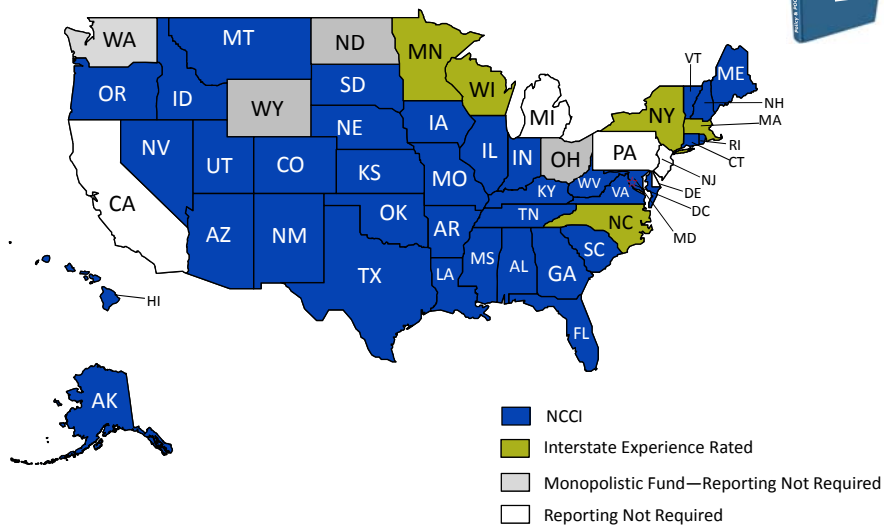 Policy & POC
WA
MT
ND
MN
VT
ME
OR
ID
SD
WI
NH
WY
MI
NY
MA
NV
NE
IA
RI
UT
CO
IL
IN
OH
PA
CT
NJ
CA
KS
MO
KY
WV
VA
DE
DC
MD
AZ
NM
OK
AR
TN
NC
TX
LA
MS
AL
GA
SC
HI
FL
AK
NCCI
Interstate Experience Rated
Monopolistic Fund—Reporting Not Required
Reporting Not Required